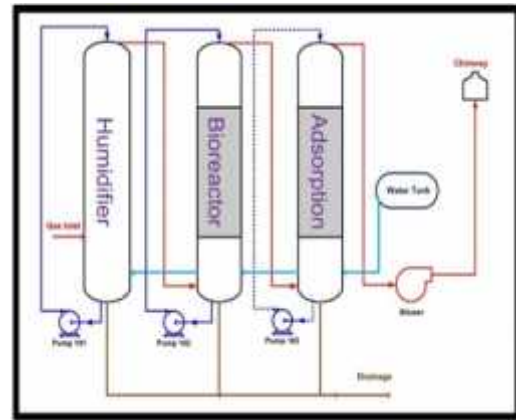 Chimney
Humidifier
Bioreactor
Adsorption
Water Tank
Gas Inlet
Blower
Pump 101
Pump 102
Pump 103
Drainage